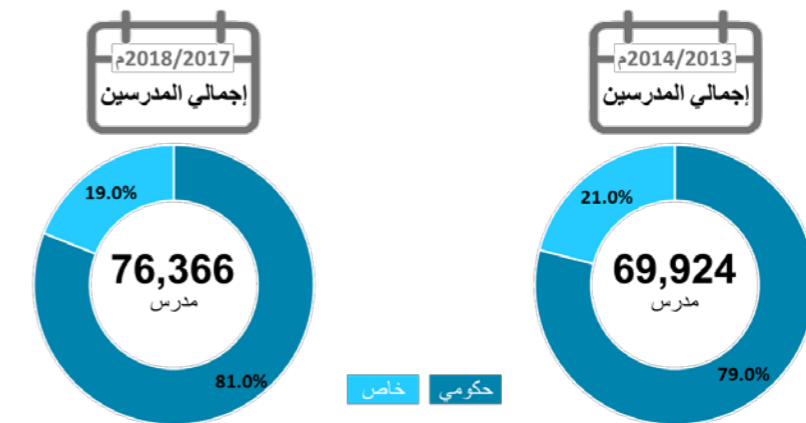 2014/2013م
إجمالي المدرسين
21.0%
69,924
مدرس
79.0%
2018/2017م
إجمالي المدرسين
19.0%
76,366
مدرس
81.0%
حكومي
خاص